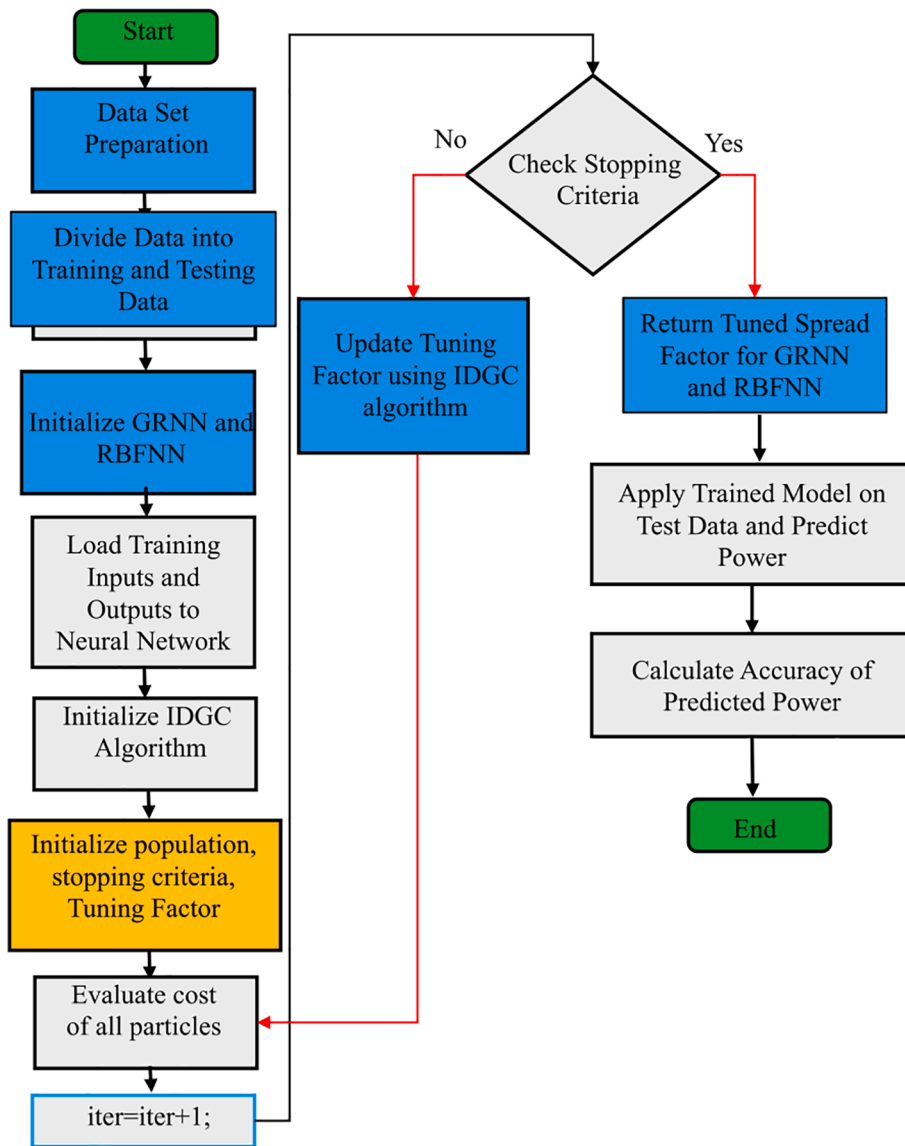 Start
Data Set
Preparation
Divide Data into
Training and Testing
Data
Initialize GRNN and
RBFNN
Load Training
Inputs and
Outputs to
Neural Network
Initialize IDGC
Algorithm
Initialize population,
stopping criteria,
Tuning Factor
Evaluate cost
of all particles
iter=iter+1;
Check Stopping
Criteria
No
Yes
Update Tuning
Factor using IDGC
algorithm
Return Tuned Spread
Factor for GRNN
and RBFNN
Apply Trained Model on
Test Data and Predict
Power
Calculate Accuracy of
Predicted Power
End